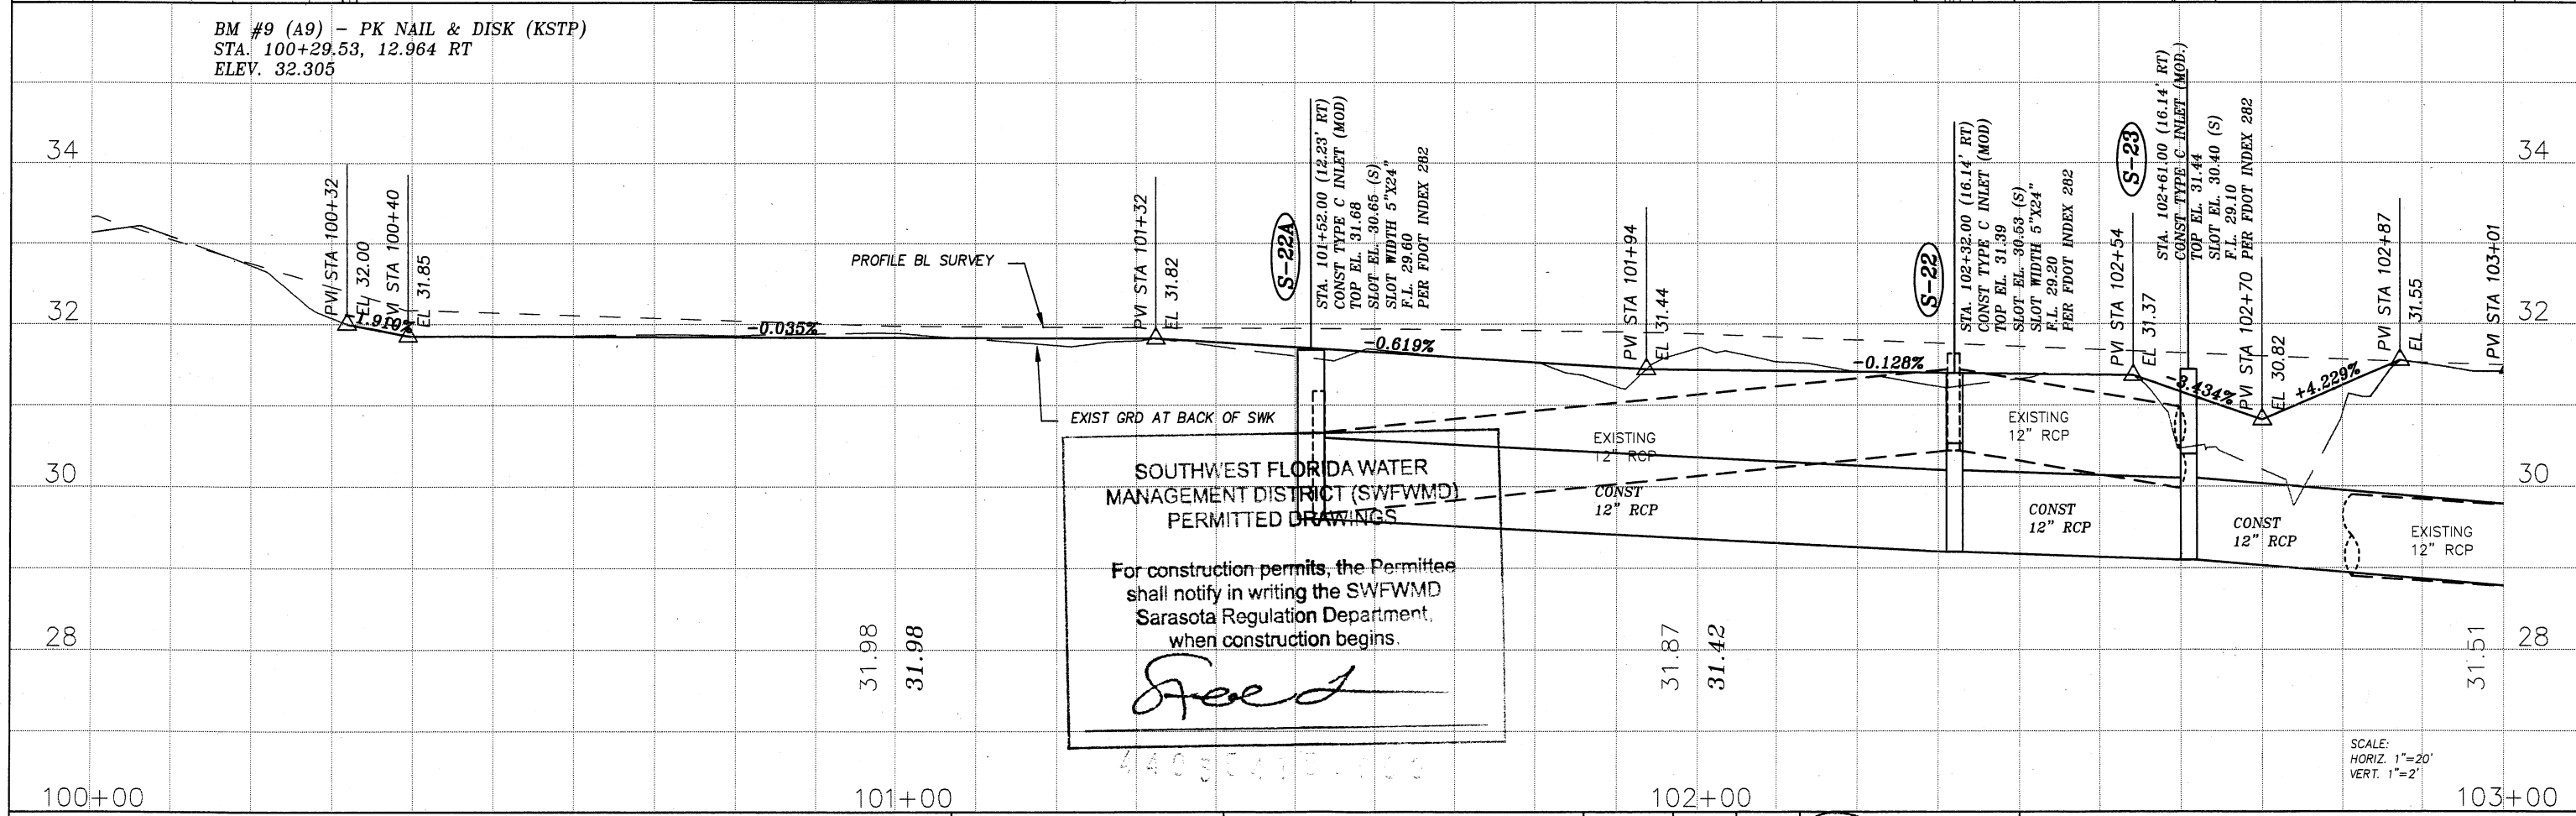 BM #9 (A9) – PK NAIL & DISK (KSTP)
STA. 100+29.53, 12.964 RT
ELEV. 32.305
34
32
30
28
PVI STA 100+32
EL 32.00
-1.910%
PVI STA 100+40
EL 31.85
-0.035%
PROFILE BL SURVEY
EXIST GRD AT BACK OF SWK
PVI STA 101+32
EL 31.82
S-22A
STA. 101+52.00 (12.23' RT)
CONST TYPE C INLET (MOD)
TOP EL 31.68
SLOT EL. 30.65 (S)
SLOT WIDTH 5"X24"
F.L. 29.60
PER FDOT INDEX 282
-0.619%
PVI STA 101+94
EL 31.44
-0.128%
S-22
STA. 102+32.00 (16.14' RT)
CONST TYPE C INLET (MOD)
TOP EL 31.39
SLOT EL. 30.53 (S)
SLOT WIDTH 5"X24"
F.L. 29.20
PER FDOT INDEX 282
PVI STA 102+54
EL 31.37
S-23
STA. 102+61.00 (16.14' RT)
CONST TYPE C INLET (MOD.)
TOP EL. 31.44
SLOT EL. 30.40 (S)
F.L. 29.10
PER FDOT INDEX 282
-3.434%
PVI STA 102+70
EL 30.82
+4.229%
PVI STA 102+87
EL 31.55
PVI STA 103+01
34
32
30
28
EXISTING
12" RCP
CONST
12" RCP
EXISTING
12" RCP
CONST
12" RCP
CONST
12" RCP
EXISTING
12" RCP
SOUTHWEST FLORIDA WATER
MANAGEMENT DISTRICT (SWFWMD)
PERMITTED DRAWINGS
For construction permits, the Permittee
shall notify in writing the SWFWMD
Sarasota Regulation Department,
when construction begins.
31.98
31.98
31.87
31.42
31.51
SCALE:
HORIZ. 1"=20'
VERT. 1"=2'
100+00
101+00
102+00
103+00